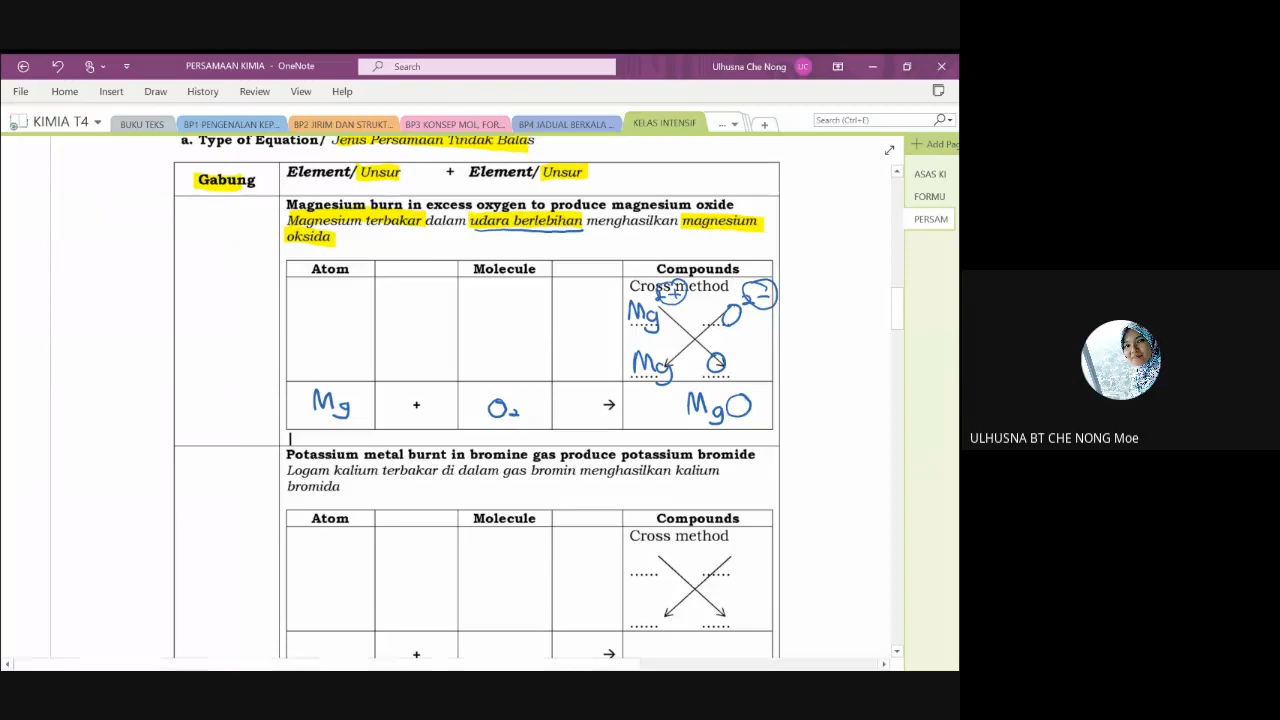 PERSAMAAN KIMIA - OneNote
Search
Ulhusna Che Nong UC
File Home Insert Draw History Review View Help
KIMIA T4
BUKU TEKS
BP1 PENGENALAN KEP...
BP2 JIRIM DAN STRUKT...
BP3 KONSEP MOL, FOR...
BP4 JADUAL BERKALA ...
KELAS INTENSIF
...
Search (Ctrl+E)
Add Pag
ASAS KI
FORMU
PERSAM
a. Type of Equation/ Jenis Persamaan Tindak Balas
Gabung
Element/ Unsur + Element/ Unsur
Magnesium burn in excess oxygen to produce magnesium oxide
Magnesium terbakar dalam udara berlebihan menghasilkan magnesium
oksida
Atom Molecule Compounds
Cross method
Mg 2+ O 2-
...... ......
Mg O
...... ......
Mg + O2 → MgO
Potassium metal burnt in bromine gas produce potassium bromide
Logam kalium terbakar di dalam gas bromin menghasilkan kalium
bromida
Atom Molecule Compounds
Cross method
...... ......
...... ......
+ →
ULHUSNA BT CHE NONG Moe